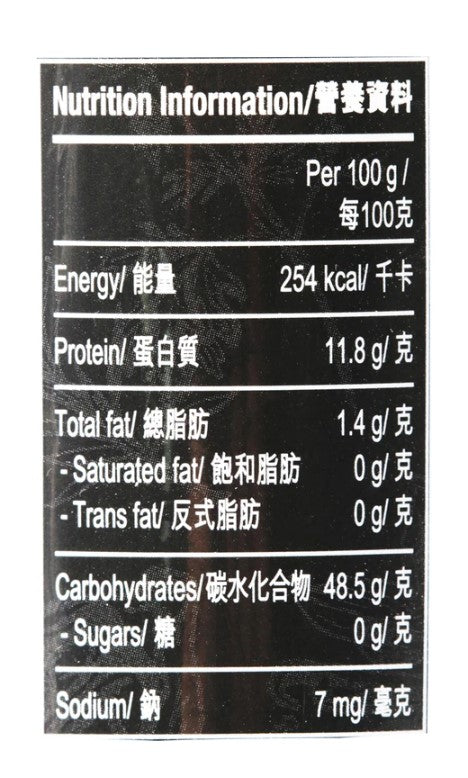 Nutrition Information/營養資料
Per 100 g /
每100克
Energy/ 能量 254 kcal/ 千卡
Protein/ 蛋白質 11.8 g/ 克
Total fat/ 總脂肪 1.4 g/ 克
- Saturated fat/ 飽和脂肪 0 g/ 克
- Trans fat/ 反式脂肪 0 g/ 克
Carbohydrates/碳水化合物 48.5 g/ 克
- Sugars/ 糖 0 g/ 克
Sodium/ 鈉 7 mg/ 毫克